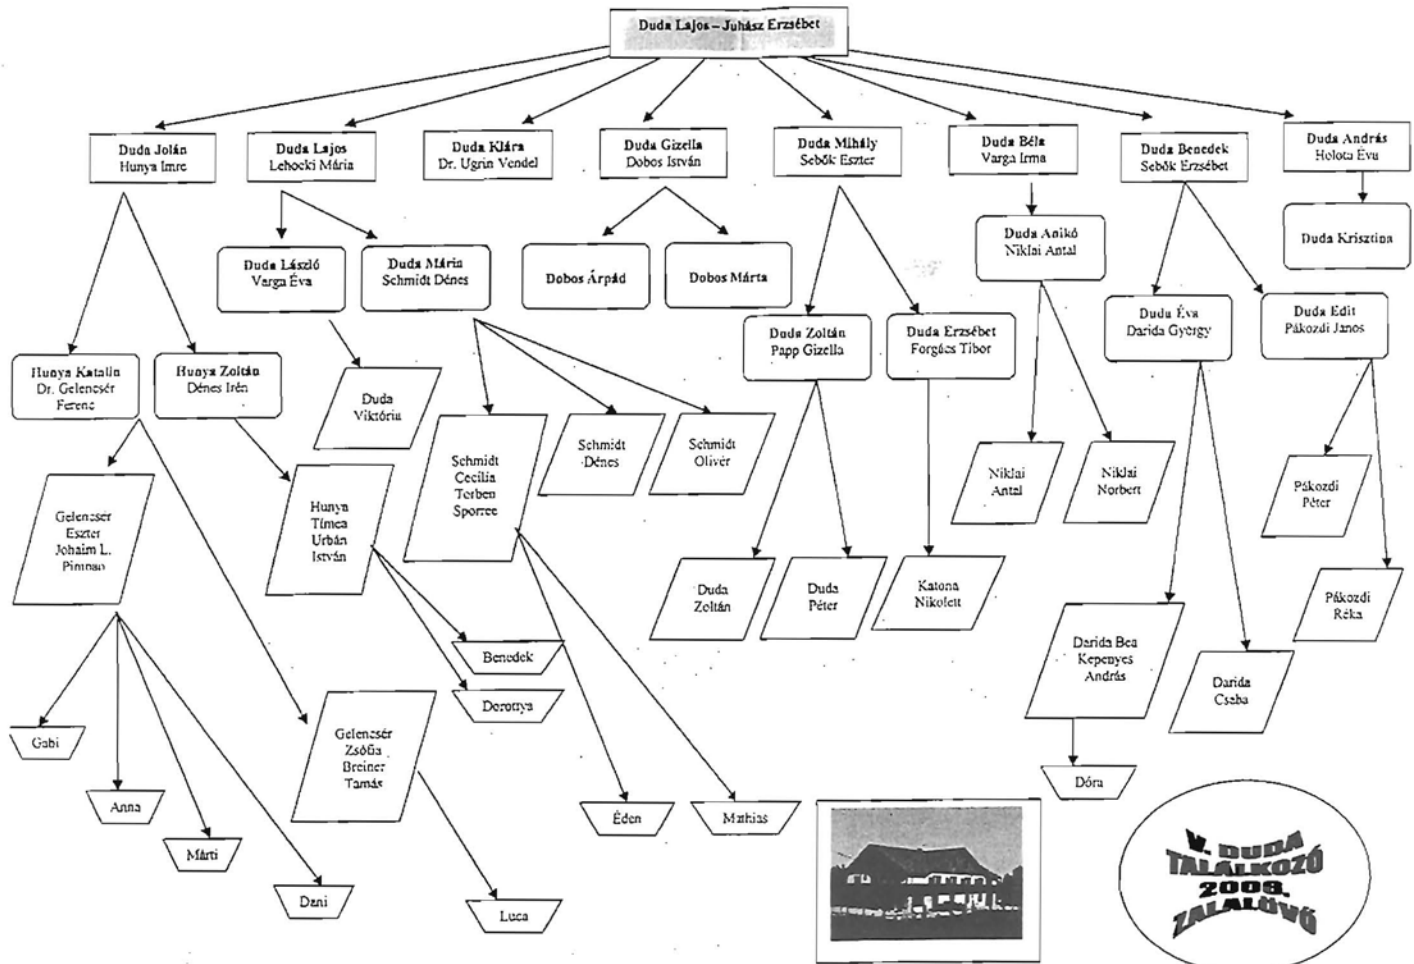 Duda Lajos – Juhász Erzsébet
Duda Jolán
Hunya Imre
Duda Lajos
Lehocki Mária
Duda Klára
Dr. Ugrin Vendel
Duda Gizella
Dobos István
Duda Mihály
Sebők Eszter
Duda Béla
Varga Irma
Duda Benedek
Sebők Erzsébet
Duda András
Holota Éva
Duda László
Varga Éva
Duda Mária
Schmidt Dénes
Dobos Árpád
Dobos Márta
Duda Anikó
Niklai Antal
Duda Krisztina
Duda Zoltán
Papp Gizella
Duda Erzsébet
Forgács Tibor
Duda Éva
Darida György
Duda Edit
Pákozdi János
Hunya Katalin
Dr. Gelencsér
Ferenc
Hunya Zoltán
Dénes Irén
Duda
Viktória
Schmidt
Cecília
Torben
Schmidt
Dénes
Schmidt
Olivér
Niklai
Antal
Niklai
Norbert
Pákozdi
Péter
Gelencsér
Eszter
Johaim L.
Hunya
Tímea
Urbán
István
Duda
Zoltán
Duda
Péter
Katona
Nikolett
Pákozdi
Réka
Darida Bea
Kepenyes
András
Darida
Csaba
Benedek
Dorottya
Gelencsér
Zsófia
Breiner
Tamás
Gabi
Anna
Márti
Dani
Luca
Éden
Mathias
Dóra
V. DUDA
TALÁLKOZÓ
2008.
ZALALÖVŐ